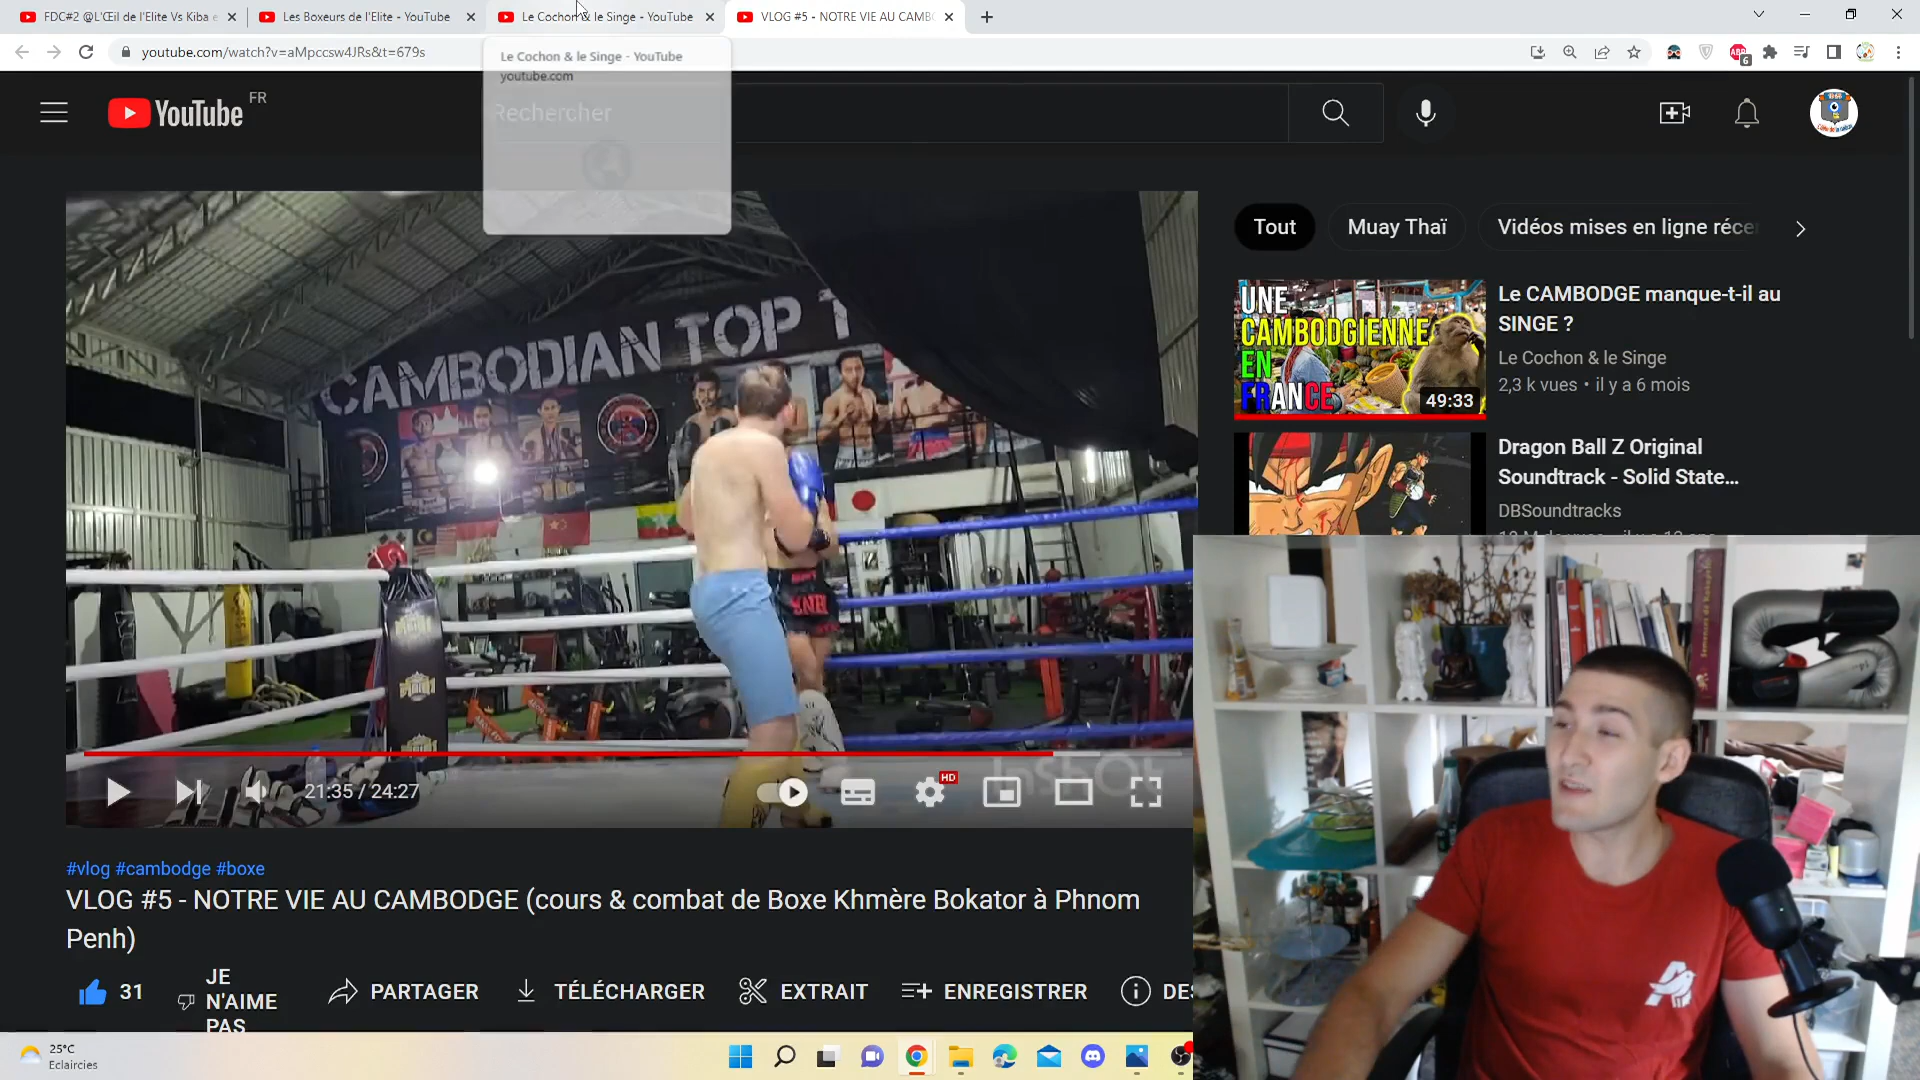 FDC#2 @L'Œil de l'Elite Vs Kiba e
Les Boxeurs de l'Elite - YouTube
Le Cochon & le Singe - YouTube
VLOG #5 - NOTRE VIE AU CAMBO
youtube.com/watch?v=aMpccsw4JRs&t=679s
6
Le Cochon & le Singe - YouTube
youtube.com
YouTube
FR
Rechercher
Tout
Muay Thaï
Vidéos mises en ligne réce
CAMBODIAN TOP 1
UNE
CAMBODGIENNE
EN
FRANCE
49:33
Le CAMBODGE manque-t-il au
SINGE ?
Le Cochon & le Singe
2,3 k vues • il y a 6 mois
Dragon Ball Z Original
Soundtrack - Solid State...
DBSoundtracks
21:35 / 24:27
HD
InShot
#vlog #cambodge #boxe
VLOG #5 - NOTRE VIE AU CAMBODGE (cours & combat de Boxe Khmère Bokator à Phnom
Penh)
31
JE
N'AIME
PAS
PARTAGER
TÉLÉCHARGER
EXTRAIT
ENREGISTRER
DES
25°C
Eclaircies